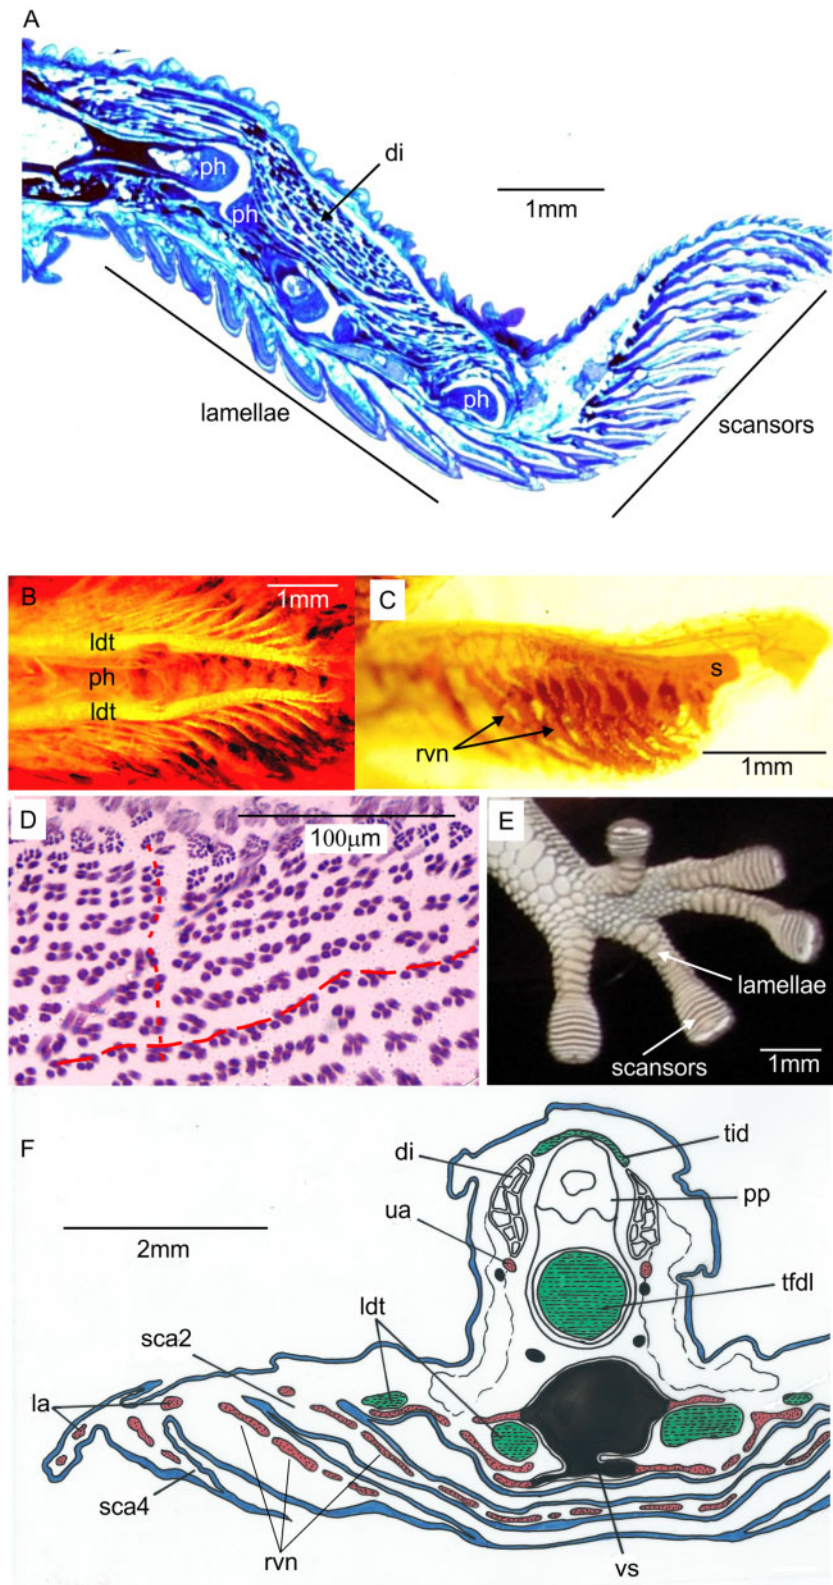 A
di
ph
ph
1mm
ph
lamellae
scansors
B
1mm
ldt
ph
ldt
C
s
rvn
1mm
D
100μm
E
lamellae
scansors
1mm
F
tid
di
pp
ua
2mm
tfdl
ldt
sca2
la
sca4
rvn
vs